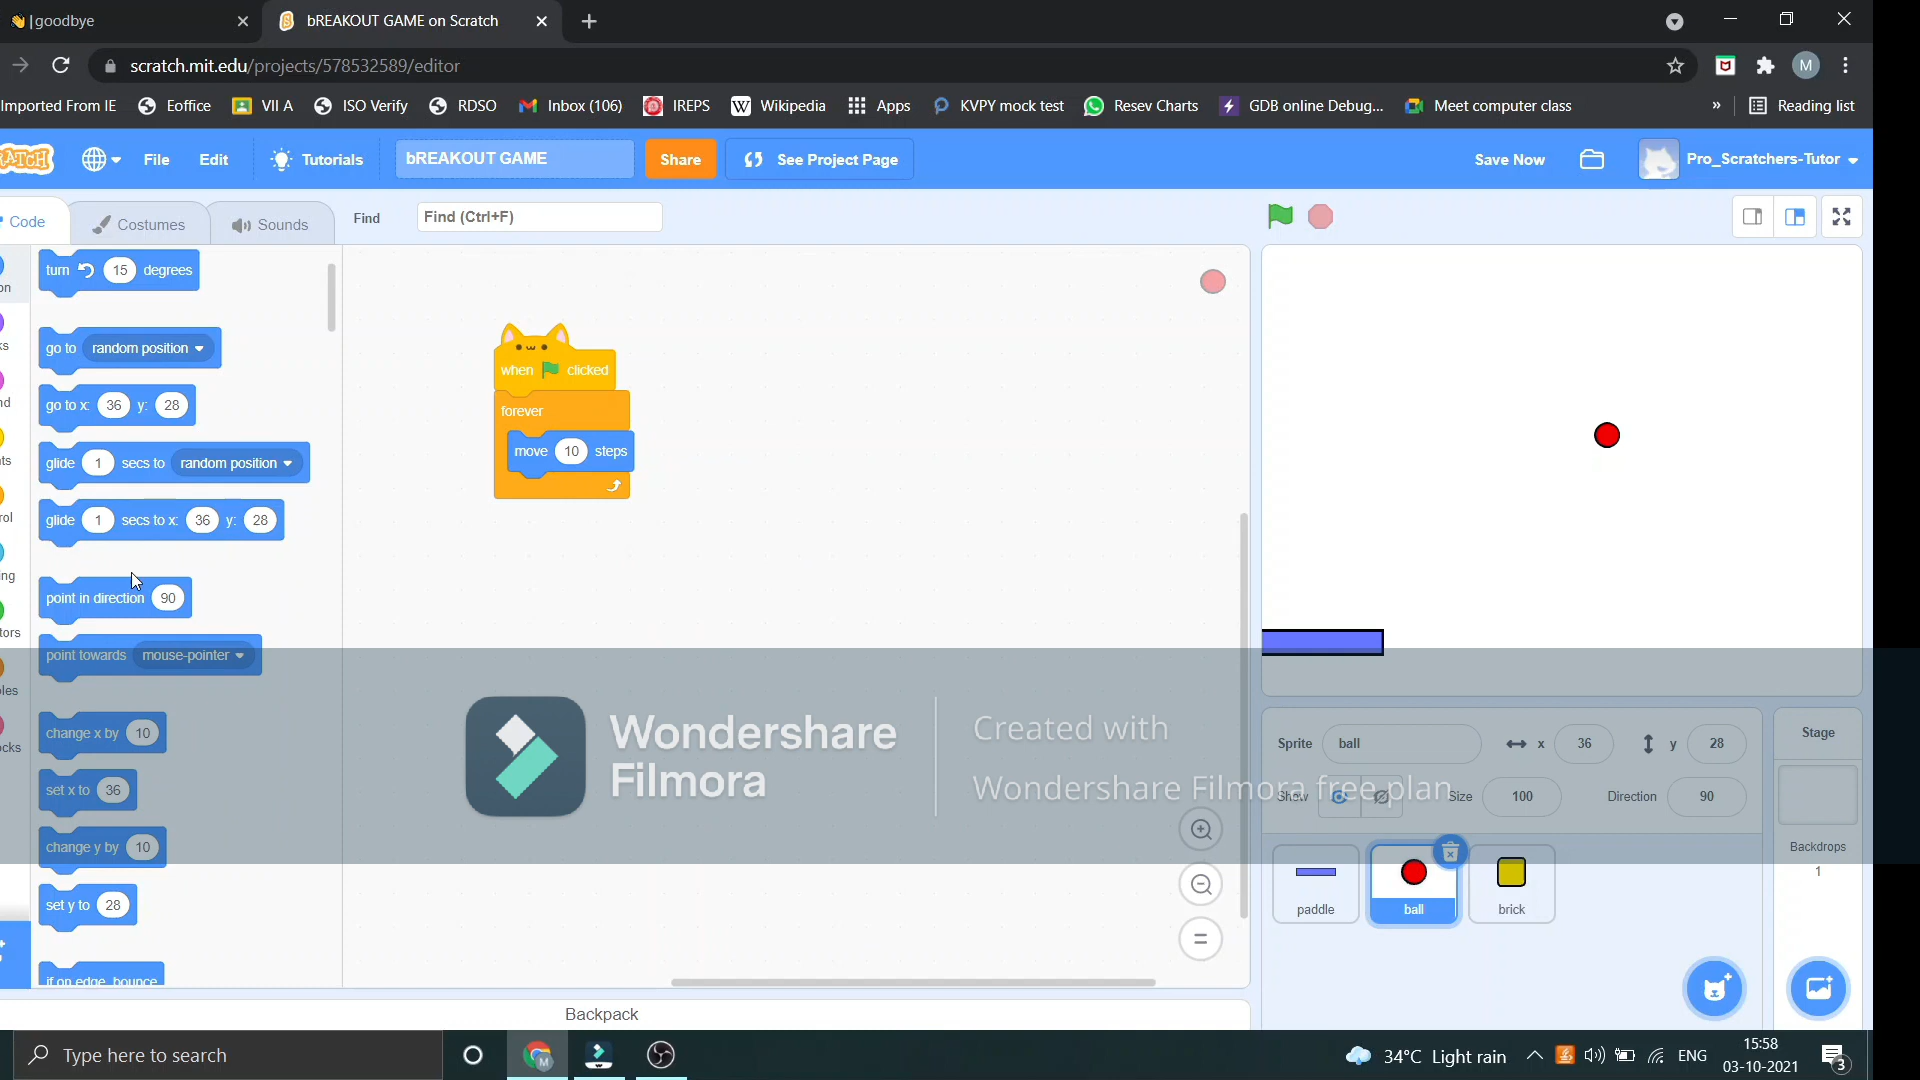 goodbye
bREAKOUT GAME on Scratch
scratch.mit.edu/projects/578532589/editor
M
Imported From IE
Eoffice
VII A
ISO Verify
RDSO
Inbox (106)
IREPS
Wikipedia
Apps
KVPY mock test
Resev Charts
GDB online Debug...
Meet computer class
»
Reading list
File
Edit
Tutorials
bREAKOUT GAME
Share
See Project Page
Save Now
Pro_Scratchers-Tutor
Code
Costumes
Sounds
Find
Find (Ctrl+F)
turn 15 degrees
go to random position
go to x: 36 y: 28
glide 1 secs to random position
glide 1 secs to x: 36 y: 28
point in direction 90
point towards mouse-pointer
change x by 10
set x to 36
change y by 10
set y to 28
if on edge, bounce
when clicked
forever
move 10 steps
Wondershare
Filmora
Created with
Wondershare Filmora free plan
Sprite ball x 36 y 28
Show Size 100 Direction 90
paddle
ball
brick
Stage
Backdrops
1
Backpack
Type here to search
34°C Light rain
ENG
15:58
03-10-2021
3